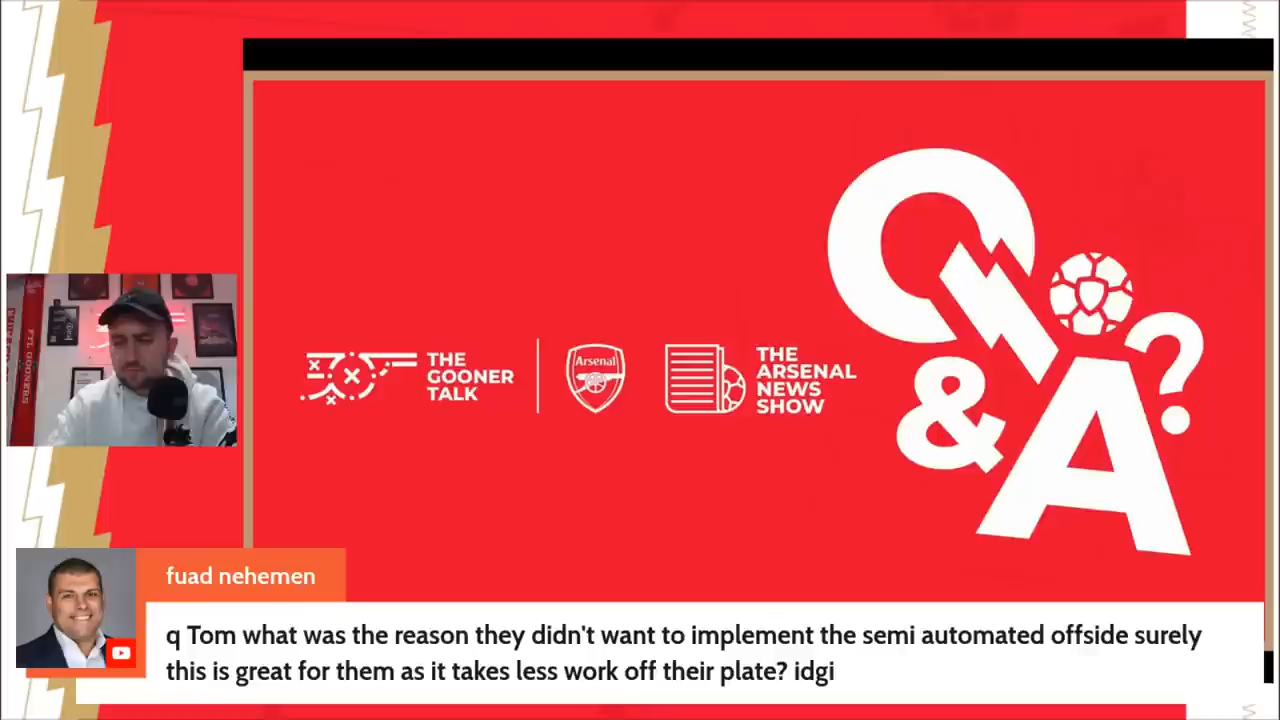 THE
GOONER
TALK
Arsenal
THE
ARSENAL
NEWS
SHOW
Q
&A?
fuad nehemen
q Tom what was the reason they didn't want to implement the semi automated offside surely
this is great for them as it takes less work off their plate? idgi